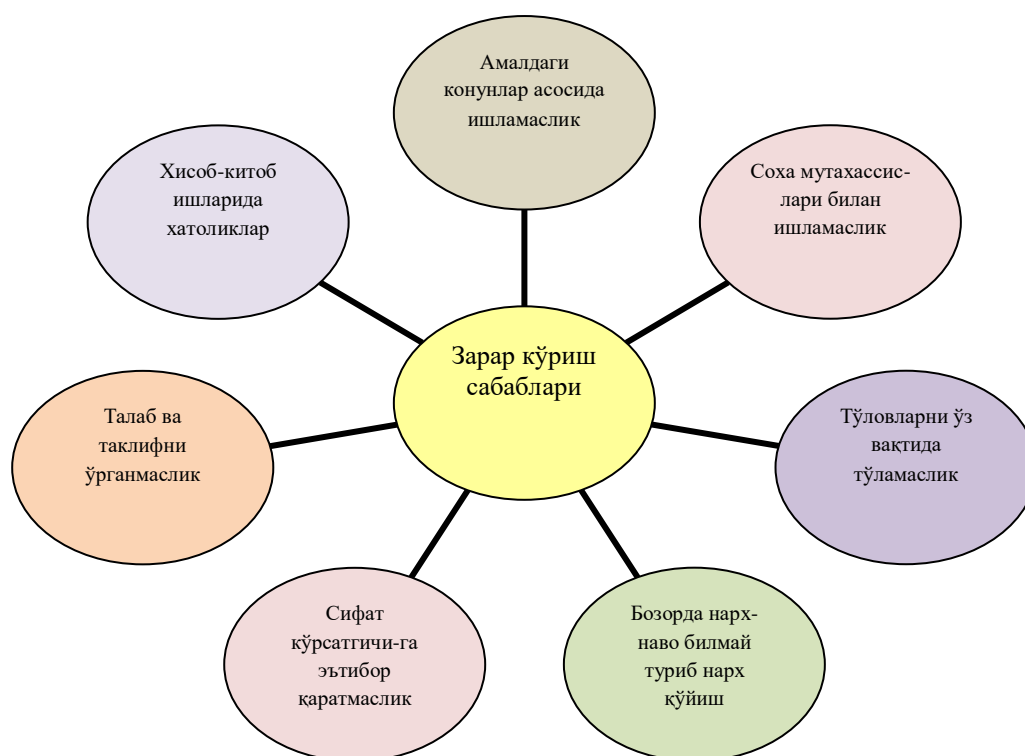 Амалдаги
конунлар асосида
ишламаслик
Хисоб-китоб
ишларида
хатоликлар
Соха мутахассис-
лари билан
ишламаслик
Зарар кўриш
сабаблари
Талаб ва
таклифни
ўрганмаслик
Тўловларни ўз
вақтида
тўламаслик
Сифат
кўрсатгичи-га
эътибор
қаратмаслик
Бозорда нарх-
наво билмай
туриб нарх
қўйиш